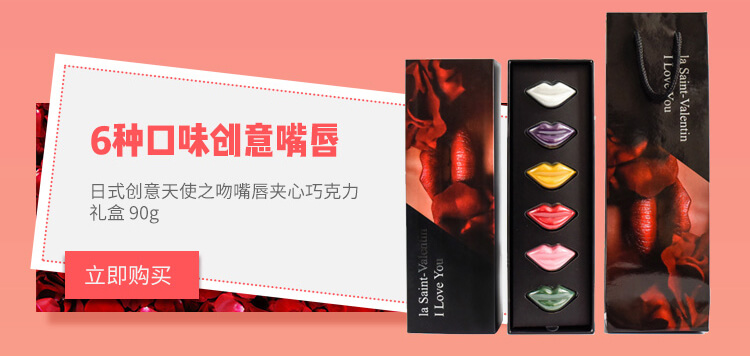 6种口味创意嘴唇
日式创意天使之吻嘴唇夹心巧克力
礼盒 90g
立即购买
la Saint-Valentin
I Love You
la Saint-Valentin
I Love You